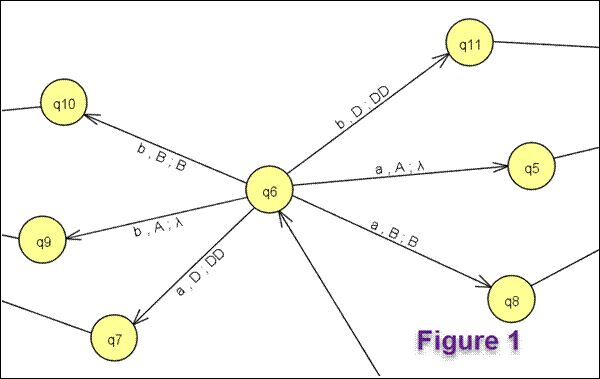 q11
q10
b , D ; DD
b , B ; B
a , A ; λ
q5
q6
b , A ; λ
a , B ; B
q9
a , D ; DD
q8
q7
Figure 1